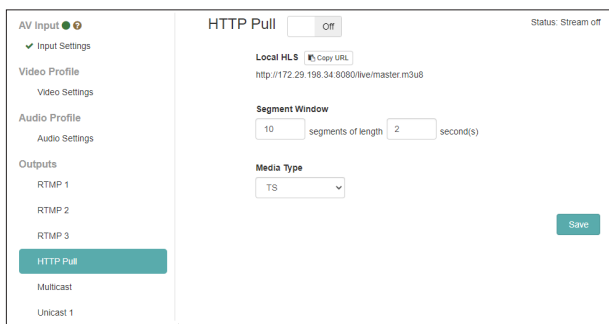 AV Input
Input Settings
Video Profile
Video Settings
Audio Profile
Audio Settings
Outputs
RTMP 1
RTMP 2
RTMP 3
HTTP Pull
Multicast
Unicast 1
HTTP Pull Off
Status: Stream off
Local HLS Copy URL
http://172.29.198.34:8080/live/master.m3u8
Segment Window
10 segments of length 2 second(s)
Media Type
TS
Save